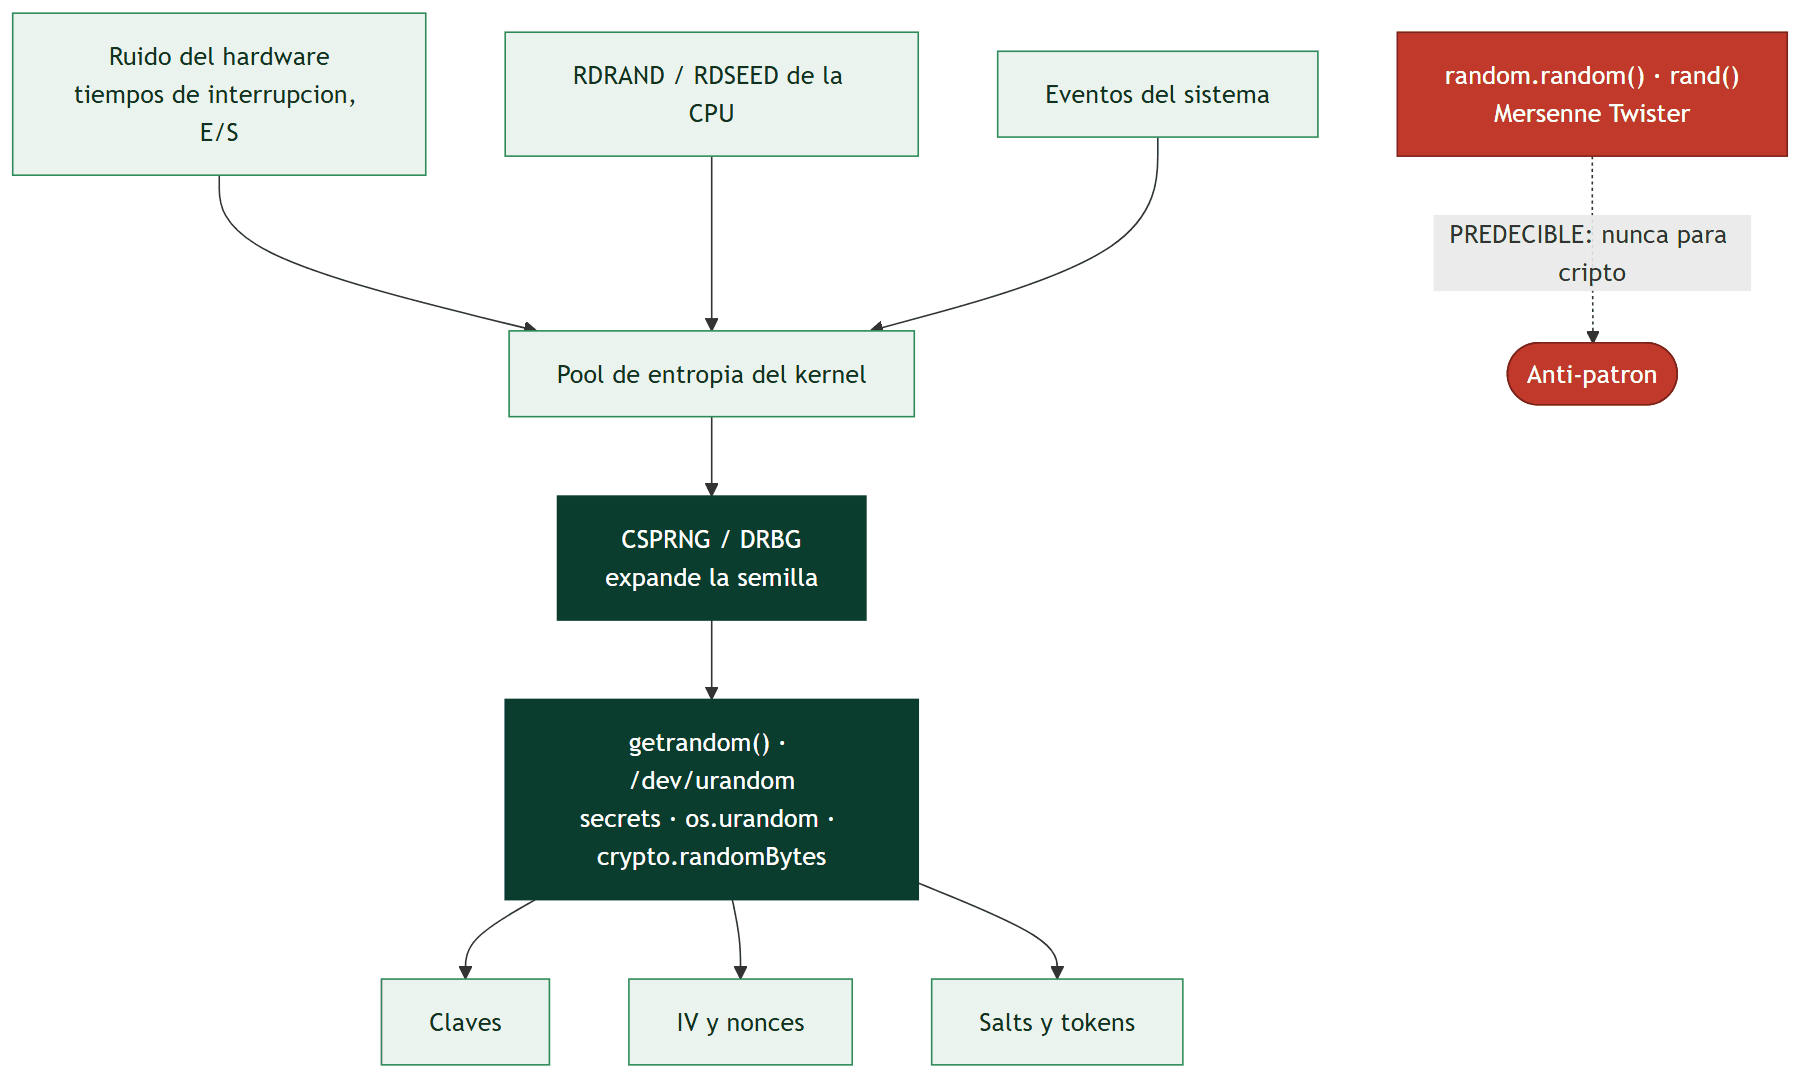 Ruido del hardware
tiempos de interrupcion,
E/S
RDRAND / RDSEED de la
CPU
Eventos del sistema
random.random() · rand()
Mersenne Twister
PREDECIBLE: nunca para
cripto
Pool de entropia del kernel
Anti-patron
CSPRNG / DRBG
expande la semilla
getrandom() ·
/dev/urandom
secrets · os.urandom ·
crypto.randomBytes
Claves
IV y nonces
Salts y tokens